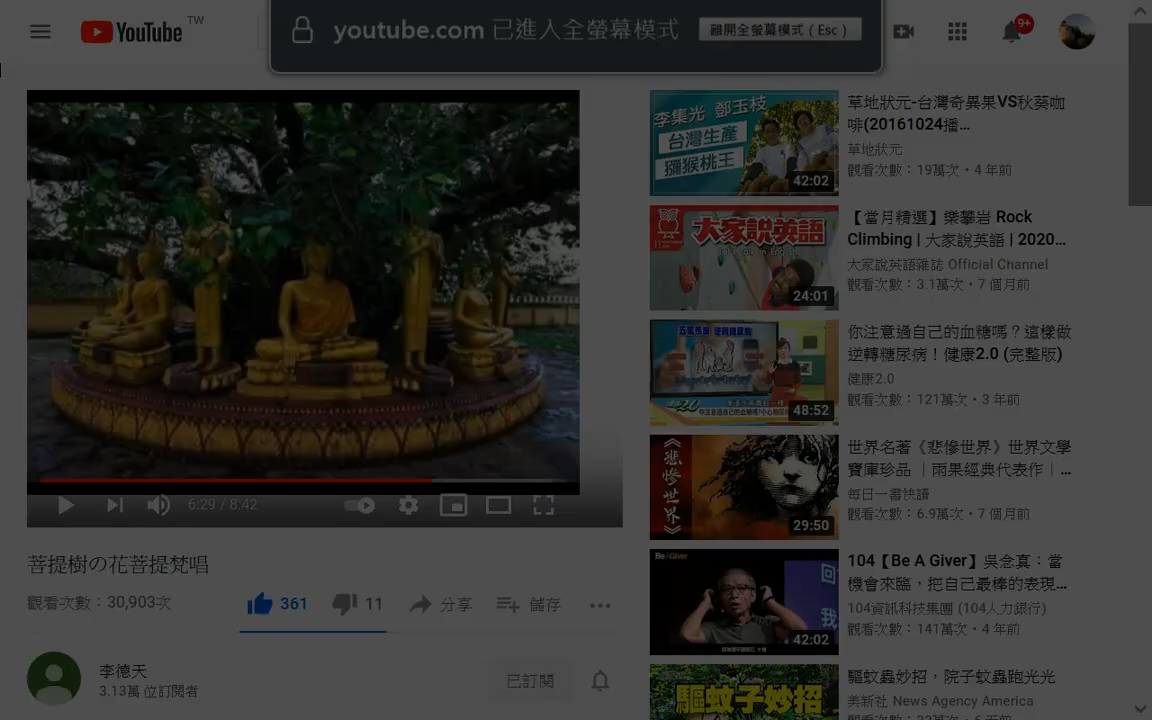 YouTube TW
youtube.com 已進入全螢幕模式
離開全螢幕模式（Esc）
9+
李集光 鄭玉枝
台灣生產
獼猴桃王
42:02
草地狀元-台灣奇異果VS秋葵咖
啡(20161024播...
草地狀元
觀看次數：19萬次・4 年前
大家說英語
24:01
【當月精選】樂攀岩 Rock
Climbing | 大家說英語 | 2020...
大家說英語雜誌 Official Channel
觀看次數：3.1萬次・7 個月前
48:52
你注意過自己的血糖嗎？這樣做
逆轉糖尿病！健康2.0 (完整版)
健康2.0
觀看次數：121萬次・3 年前
《悲慘世界》
29:50
世界名著《悲慘世界》世界文學
寶庫珍品 ｜雨果經典代表作｜...
每日一書快讀
觀看次數：6.9萬次・7 個月前
Be A Giver
回
我
42:02
104【Be A Giver】吳念真：當
機會來臨，把自己最棒的表現...
104資訊科技集團 (104人力銀行)
觀看次數：141萬次・4 年前
驅蚊子妙招
驅蚊蟲妙招，院子蚊蟲跑光光
美新社 News Agency America
6:29 / 8:42
菩提樹の花菩提梵唱
觀看次數：30,903次
361
11
分享
儲存
李德天
3.13萬 位訂閱者
已訂閱